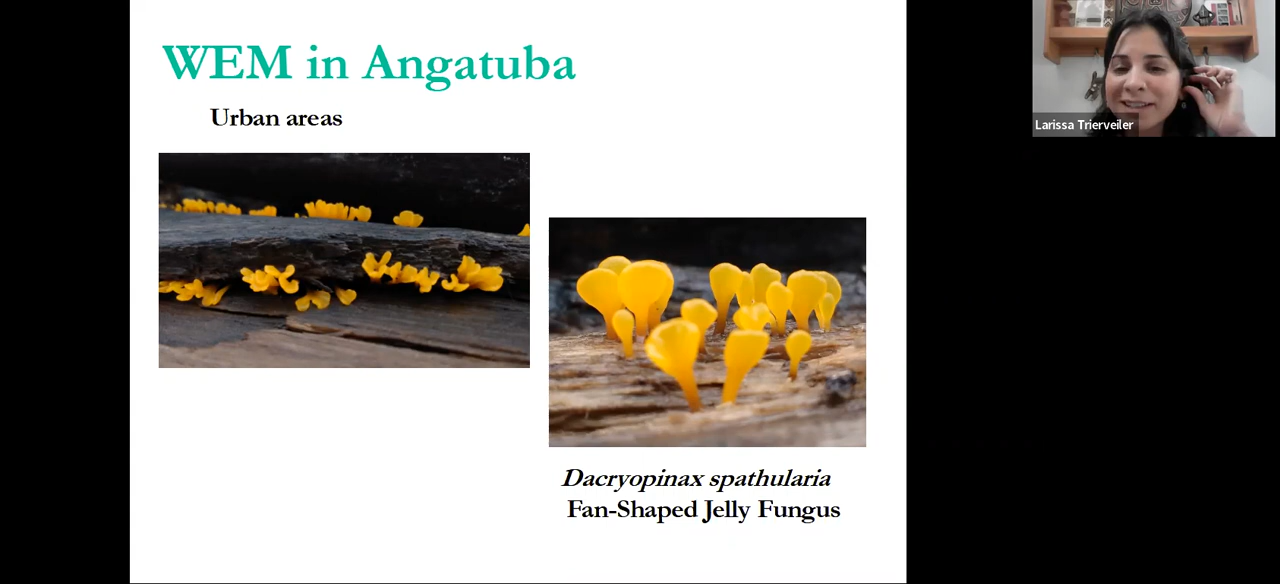 WEM in Angatuba
Urban areas
Dacryopinax spathularia
Fan-Shaped Jelly Fungus
Larissa Trierveiler